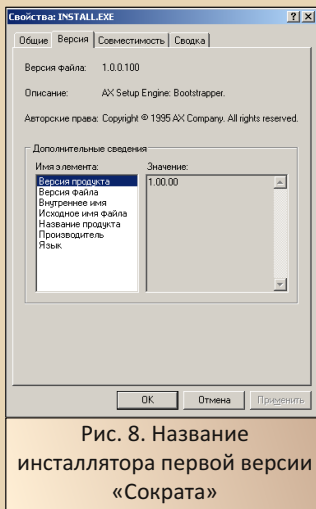 Свойства: INSTALL.EXE
Общие Версия Совместимость Сводка
Версия файла: 1.0.0.100
Описание: AX Setup Engine: Bootstrapper.
Авторские права: Copyright © 1995 AX Company. All rights reserved.
Дополнительные сведения
Имя элемента: Значение:
Версия продукта 1.00.00
Версия файла
Внутреннее имя
Исходное имя файла
Название продукта
Производитель
Язык
OK Отмена Применить
Рис. 8. Название
инсталлятора первой версии
«Сократа»